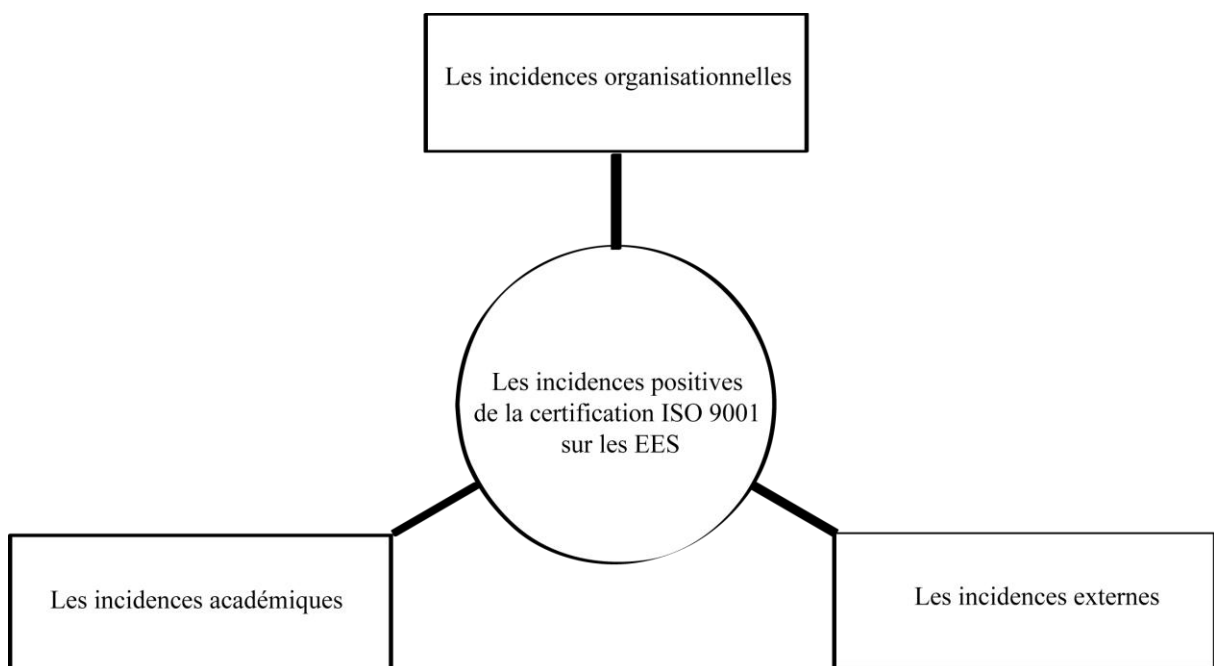 Les incidences organisationnelles
Les incidences positives
de la certification ISO 9001
sur les EES
Les incidences académiques
Les incidences externes